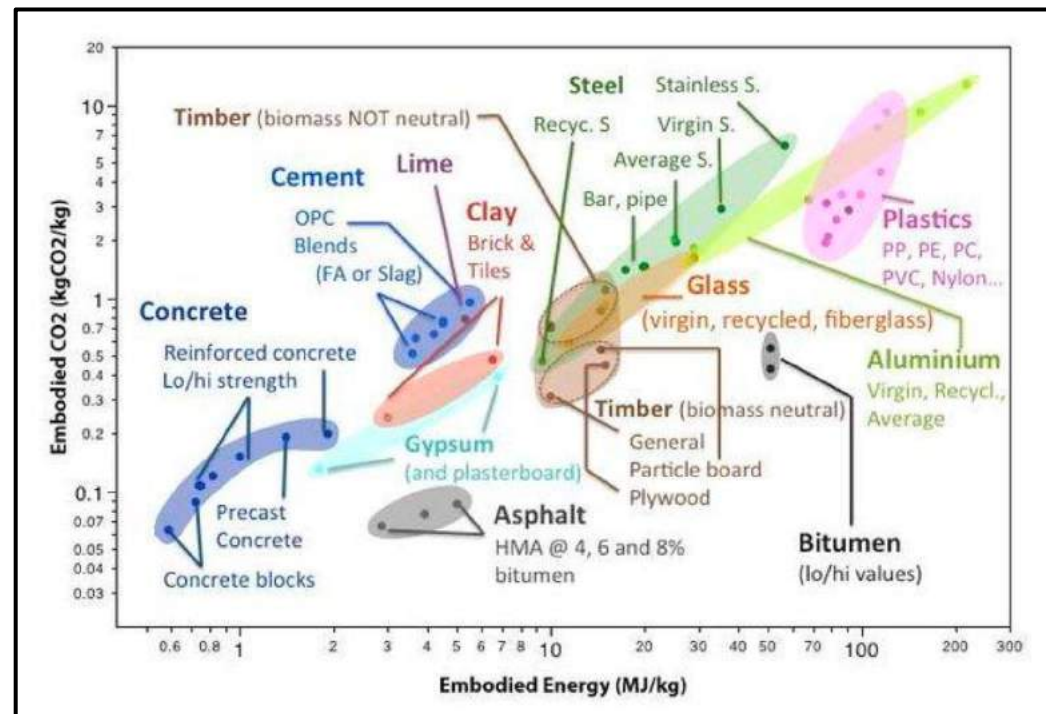 Embodied CO2 (kgCO2/kg)
20
10
7
5
4
3
2
1
0.7
0.5
0.4
0.3
0.2
0.1
0.07
0.05
0.04
0.03
Timber (biomass NOT neutral)
Steel
Stainless S.
Recyc. S
Virgin S.
Average S.
Bar, pipe
Lime
Cement
OPC
Blends
(FA or Slag)
Clay
Brick &
Tiles
Plastics
PP, PE, PC,
PVC, Nylon...
Glass
(virgin, recycled, fiberglass)
Concrete
Reinforced concrete
Lo/hi strength
Aluminium
Virgin, Recycl.,
Average
Timber (biomass neutral)
General
Particle board
Plywood
Gypsum
(and plasterboard)
Precast
Concrete
Concrete blocks
Asphalt
HMA @ 4, 6 and 8%
bitumen
Bitumen
(lo/hi values)
0.6 0.8 1 2 3 4 5 6 7 8 10 20 30 40 50 70 100 200 300
Embodied Energy (MJ/kg)